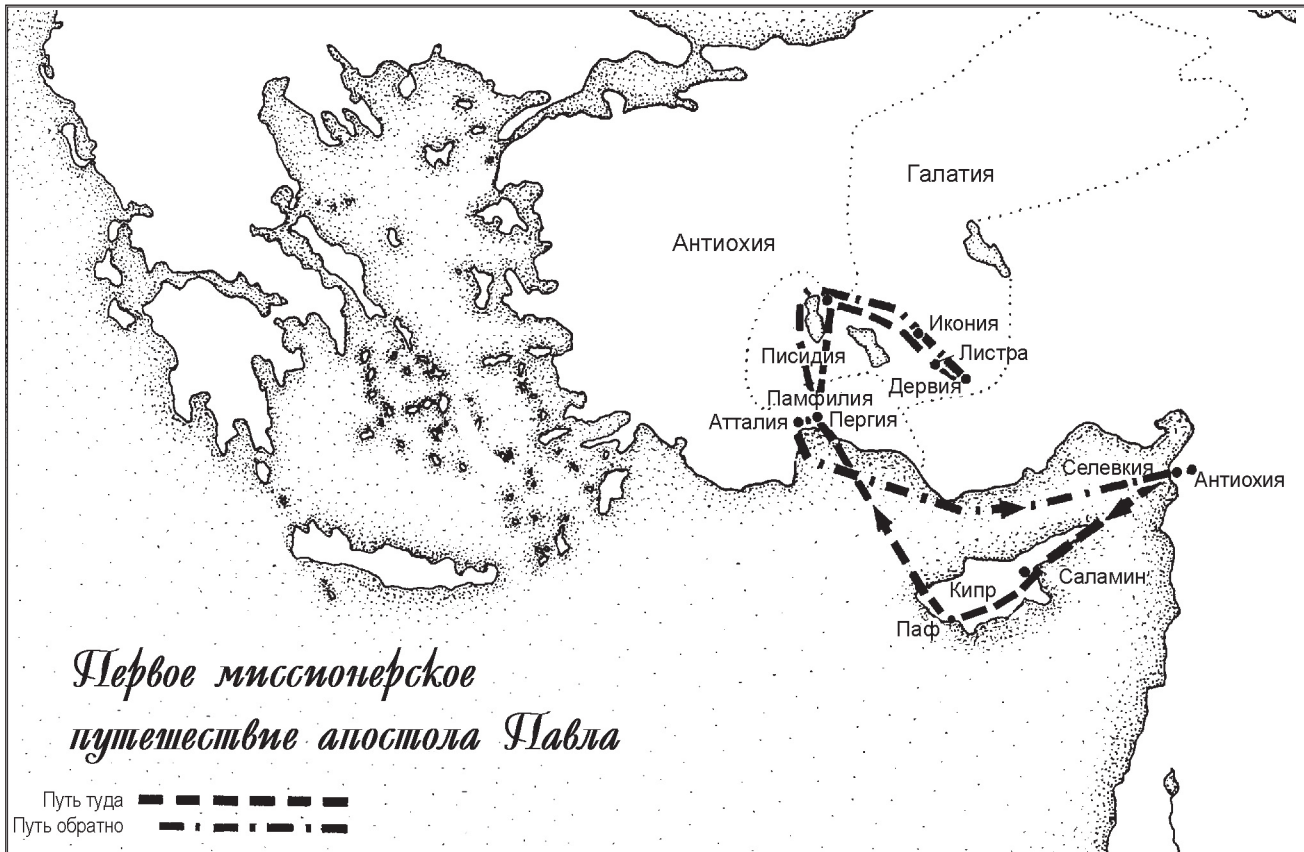 Галатия
Антиохия
Икония
Листра
Писидия
Дервия
Памфилия
Атталия
Пергия
Селевкия
Антиохия
Саламин
Кипр
Паф
Первое миссионерское
путешествие апостола Павла
Путь туда
Путь обратно